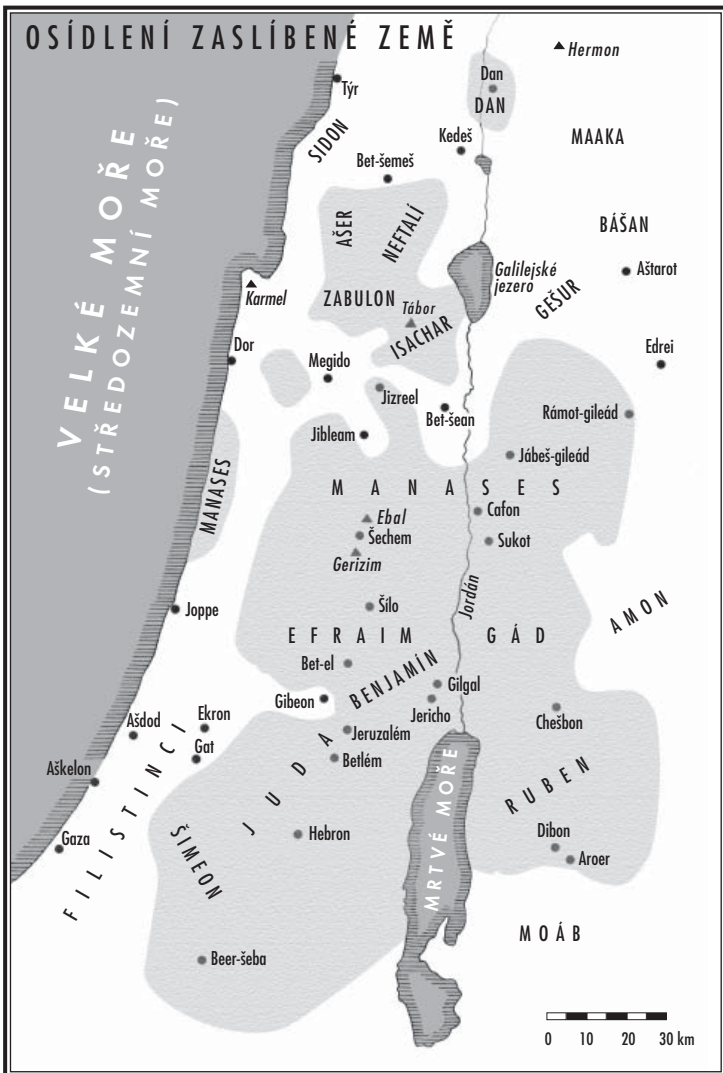 OSÍDLENÍ ZASLÍBENÉ ZEMĚ
Hermon
Dan
DAN
Týr
SIDON
Kedeš
MAAKA
Bet-šemeš
VELKÉ MOŘE
(STŘEDOZEMNÍ MOŘE)
AŠER
NEFTALÍ
BÁŠAN
Galilejské
jezero
Aštarot
GEŠUR
Karmel
ZABULON
Tábor
ISACHAR
Dor
Megido
Edrei
Jizreel
Bet-šean
Rámot-gileád
Jibleam
Jábeš-gileád
MANASES
MANASES
Ebal
Cafon
Šechem
Sukot
Gerizim
Jordán
Šílo
Joppe
AMON
EFRAIM
GÁD
Bet-el
BENJAMÍN
Gilgal
Gibeon
Jericho
Chešbon
Ašdod
Ekron
Jeruzalém
Gat
Betlém
JUDA
Aškelon
RUBEN
FILISTINCI
MRTVÉ MOŘE
Gaza
Hebron
Dibon
ŠIMEON
Aroer
MOÁB
Beer-šeba
0 10 20 30 km